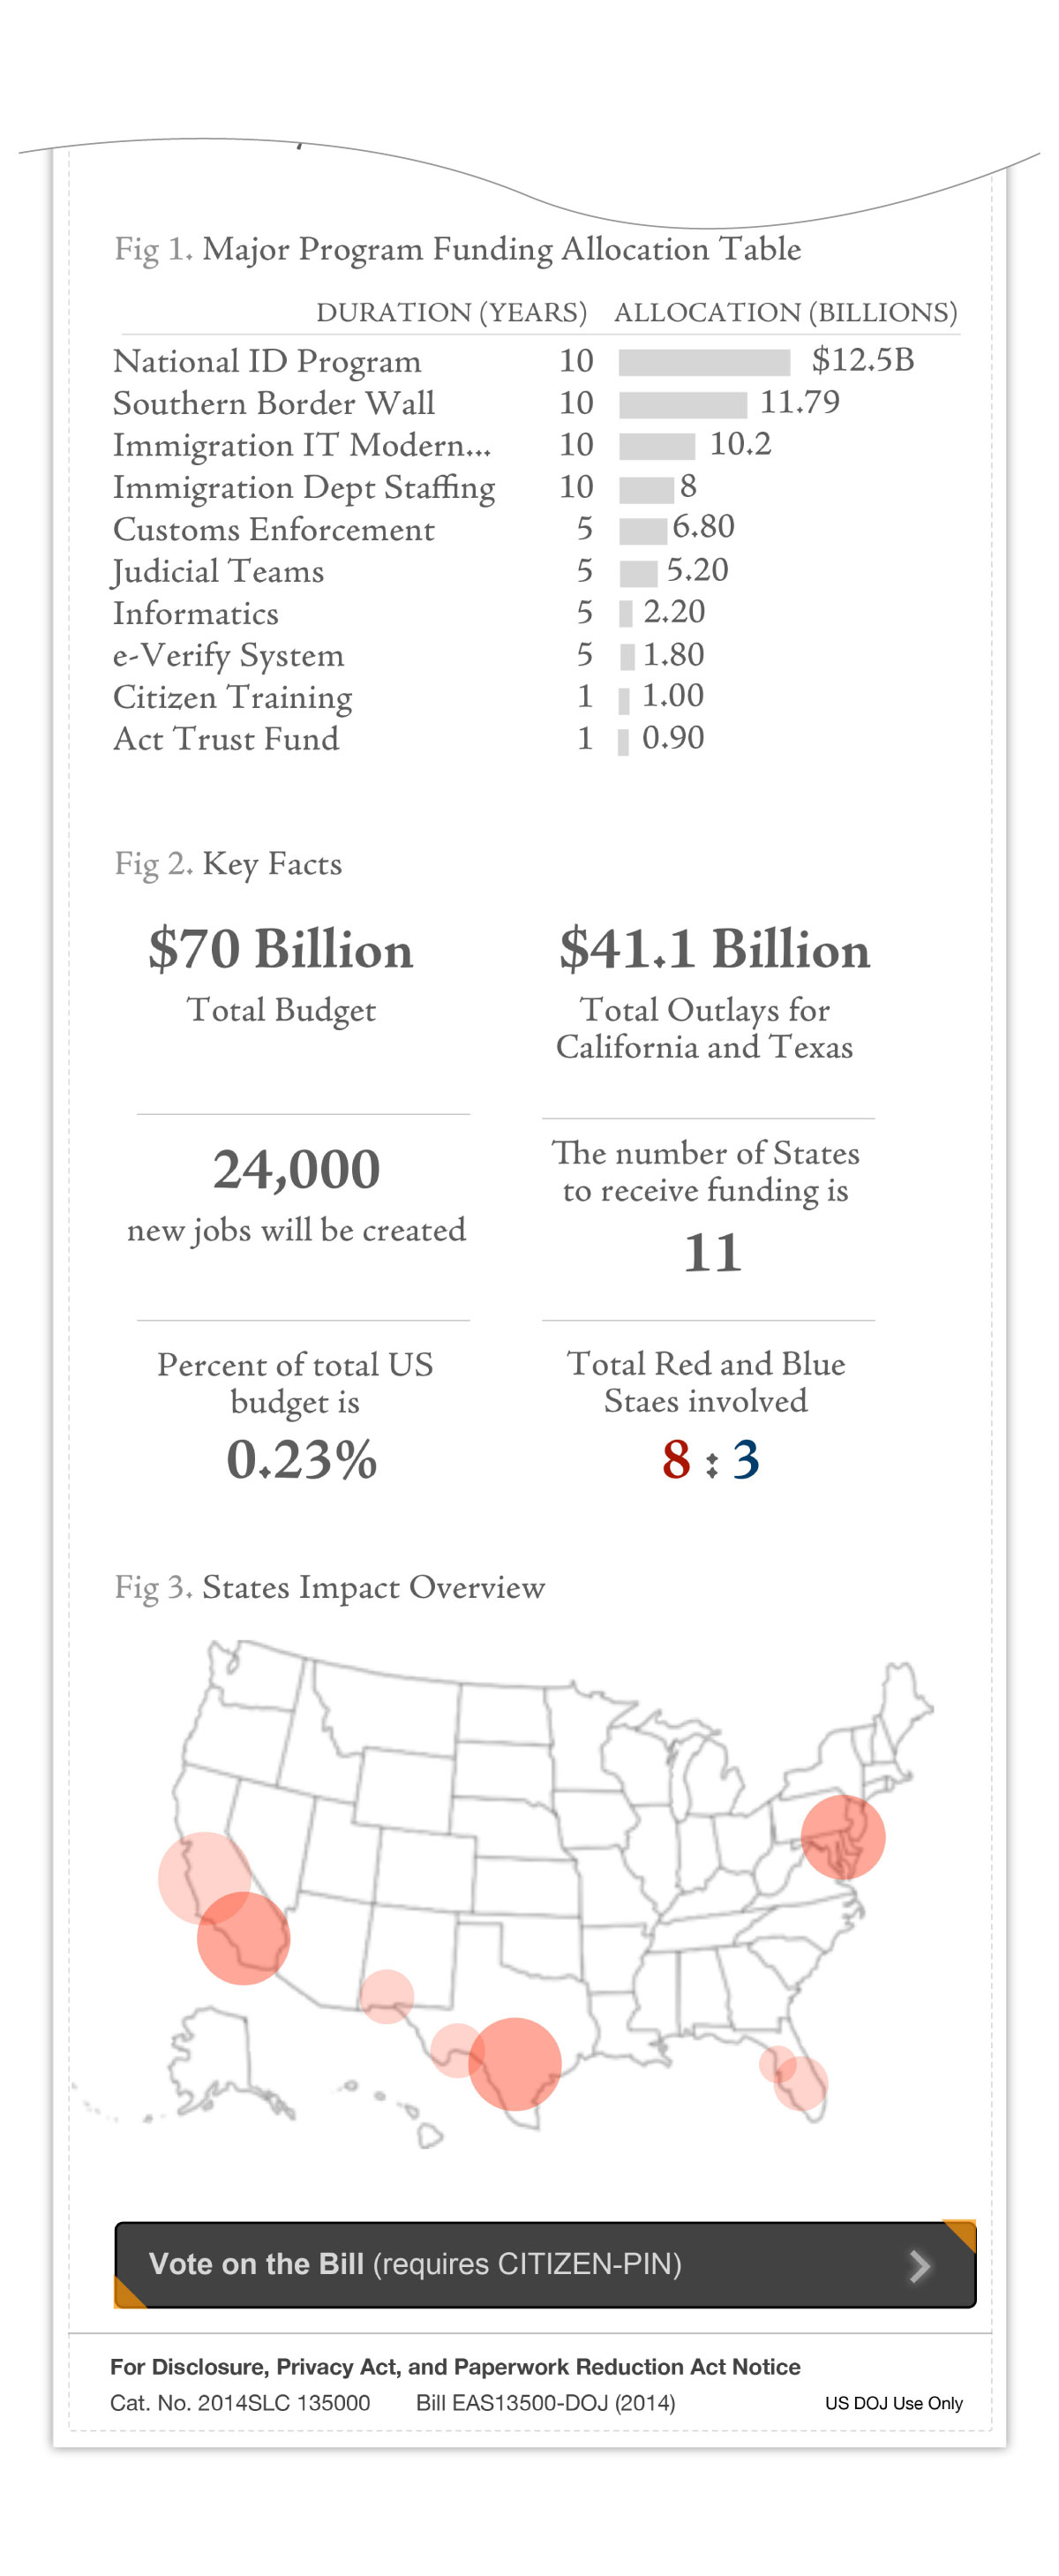 Fig 1. Major Program Funding Allocation Table
DURATION (YEARS) ALLOCATION (BILLIONS)
National ID Program 10 $12.5B
Southern Border Wall 10 11.79
Immigration IT Modern... 10 10.2
Immigration Dept Staffing 10 8
Customs Enforcement 5 6.80
Judicial Teams 5 5.20
Informatics 5 2.20
e-Verify System 5 1.80
Citizen Training 1 1.00
Act Trust Fund 1 0.90
Fig 2. Key Facts
$70 Billion
Total Budget
$41.1 Billion
Total Outlays for
California and Texas
24,000
new jobs will be created
The number of States
to receive funding is
11
Percent of total US
budget is
0.23%
Total Red and Blue
Staes involved
8 : 3
Fig 3. States Impact Overview
Vote on the Bill (requires CITIZEN-PIN)
For Disclosure, Privacy Act, and Paperwork Reduction Act Notice
Cat. No. 2014SLC 135000 Bill EAS13500-DOJ (2014) US DOJ Use Only